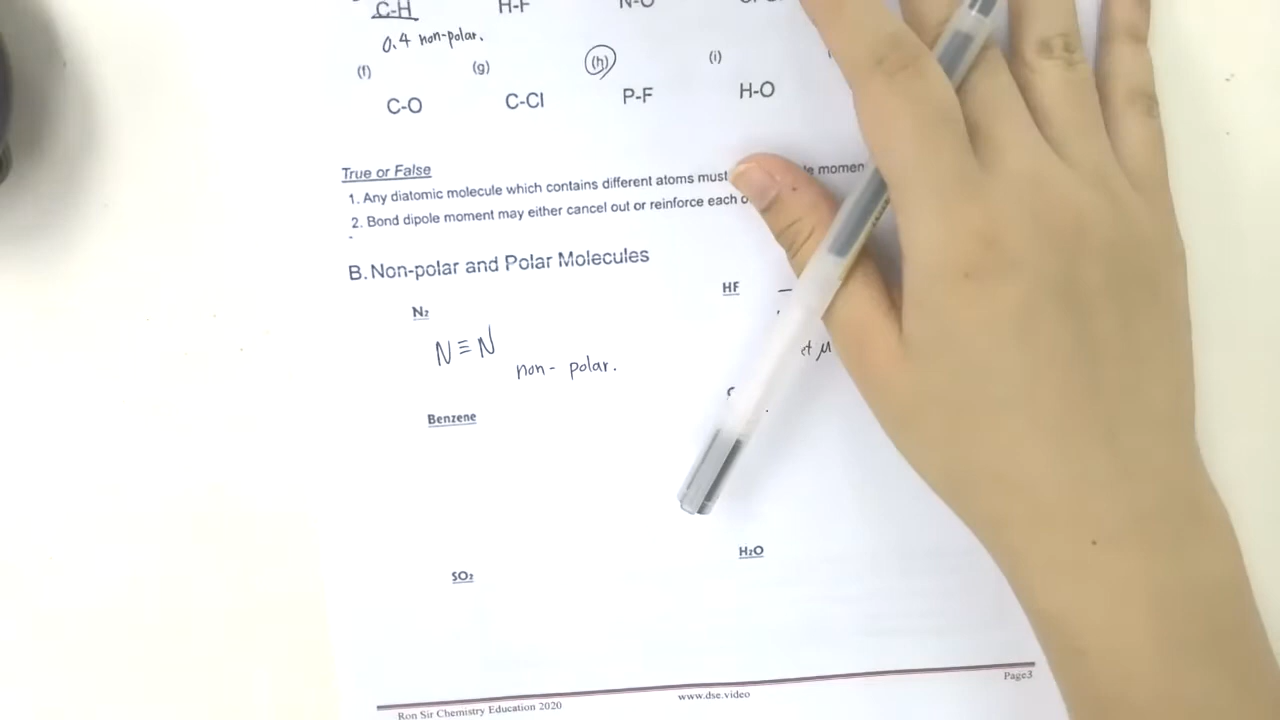 C-H H-F N-O
0.4 non-polar.
(f) (g) (h) (i)
C-O C-Cl P-F H-O
True or False
1. Any diatomic molecule which contains different atoms must momen
2. Bond dipole moment may either cancel out or reinforce each o
B. Non-polar and Polar Molecules
N₂ HF
N≡N
non-polar.
et μ
Benzene
H₂O
SO₂
Page3
www.dse.video
Ron Sir Chemistry Education 2020